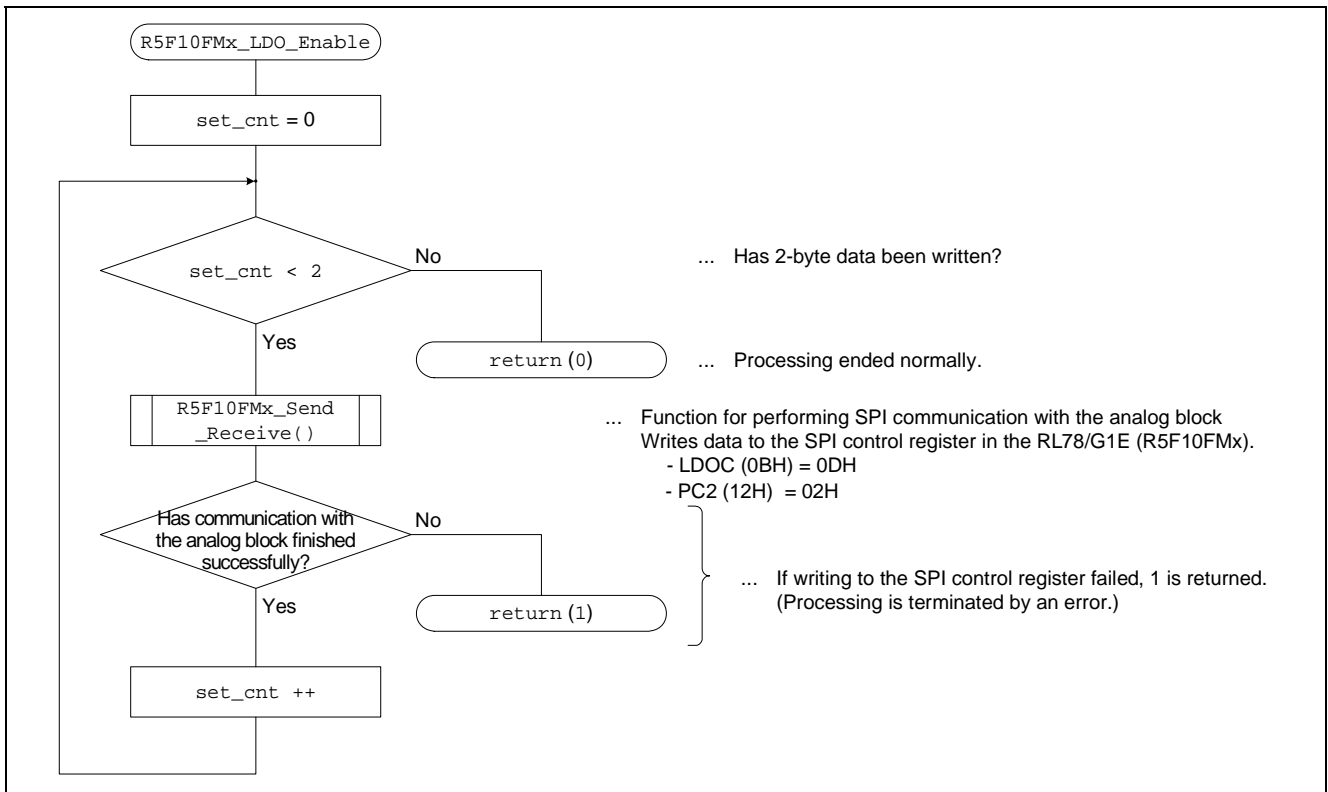 R5F10FMx_LDO_Enable
set_cnt = 0
set_cnt < 2
No
... Has 2-byte data been written?
Yes
return (0)
... Processing ended normally.
R5F10FMx_Send
_Receive()
... Function for performing SPI communication with the analog block
Writes data to the SPI control register in the RL78/G1E (R5F10FMx).
- LDOC (0BH) = 0DH
- PC2 (12H) = 02H
Has communication with
the analog block finished
successfully?
No
Yes
return (1)
... If writing to the SPI control register failed, 1 is returned.
(Processing is terminated by an error.)
set_cnt ++